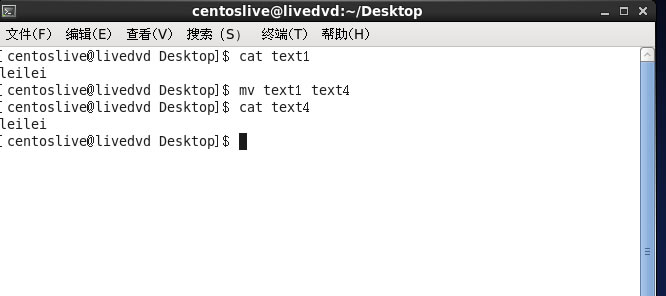 centoslive@livedvd:~/Desktop
文件(F) 编辑(E) 查看(V) 搜索 (S) 终端(T) 帮助(H)
[centoslive@livedvd Desktop]$ cat text1
leilei
[centoslive@livedvd Desktop]$ mv text1 text4
[centoslive@livedvd Desktop]$ cat text4
leilei
[centoslive@livedvd Desktop]$